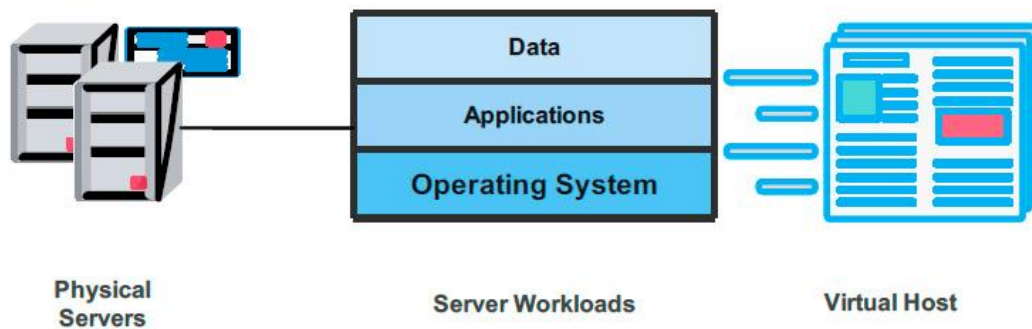 Data
Applications
Operating System
Physical
Servers
Server Workloads
Virtual Host